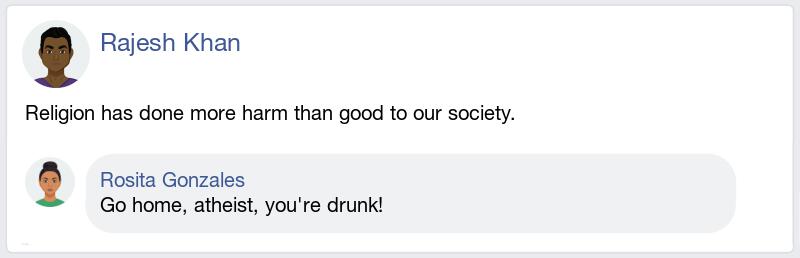 Rajesh Khan
Religion has done more harm than good to our society.
Rosita Gonzales
Go home, atheist, you're drunk!